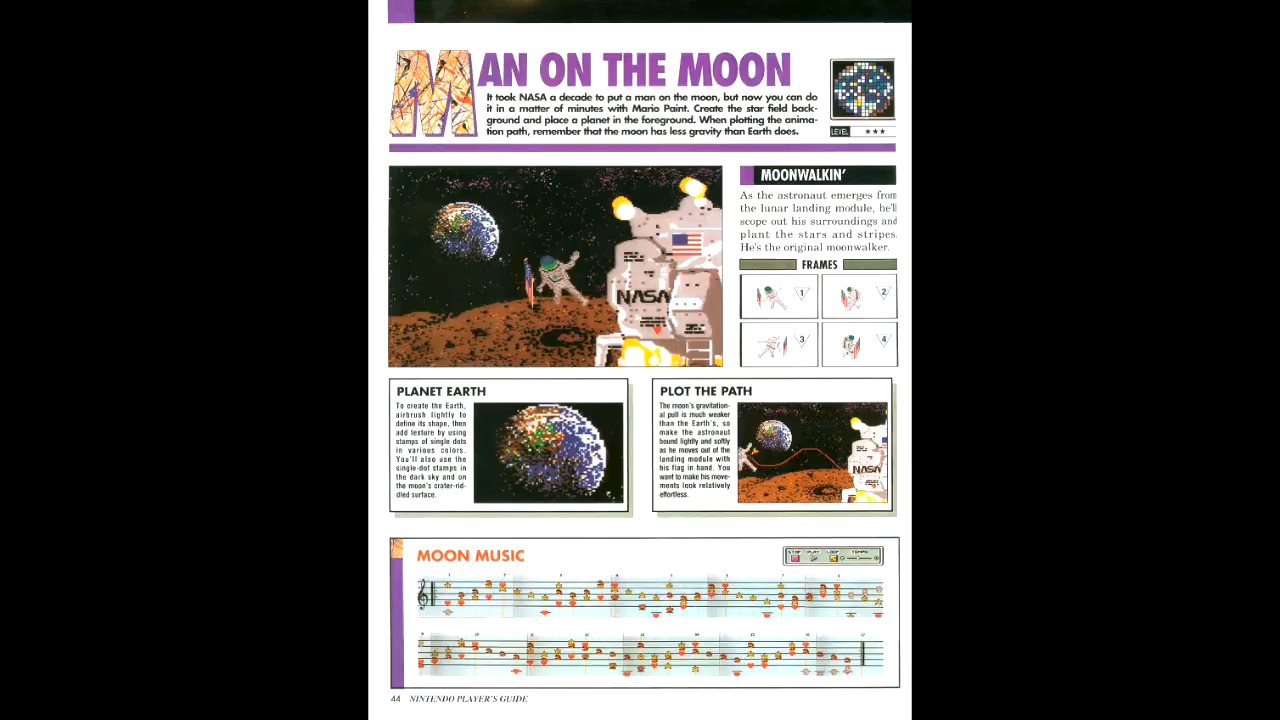 MAN ON THE MOON
It took NASA a decade to put a man on the moon, but now you can do
it in a matter of minutes with Mario Paint. Create the star field back-
ground and place a planet in the foreground. When plotting the anima-
tion path, remember that the moon has less gravity than Earth does.
LEVEL ★★★
NASA
MOONWALKIN'
As the astronaut emerges from
the lunar landing module, he'll
scope out his surroundings and
plant the stars and stripes.
He's the original moonwalker.
FRAMES
1
2
3
4
PLANET EARTH
To create the Earth,
airbrush lightly to
define its shape, then
add texture by using
stamps of single dots
in various colors.
You'll also use the
single-dot stamps in
the dark sky and on
the moon's crater-rid-
dled surface.
PLOT THE PATH
The moon's gravitation-
al pull is much weaker
than the Earth's, so
make the astronaut
bound lightly and softly
as he moves out of the
landing module with
his flag in hand. You
want to make his move-
ments look relatively
effortless.
NASA
MOON MUSIC
STOP PLAY LOOP TEMPO
44 NINTENDO PLAYER'S GUIDE